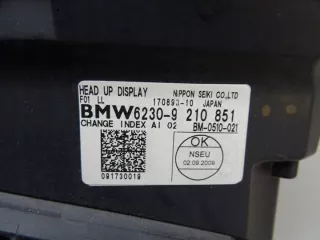 HEAD UP DISPLAY NIPPON SEIKI CO.,LTD
F01 LL 170893-10 JAPAN
BMW 6230-9 210 851
CHANGE INDEX AI 02 BM-0510-021
OK
NSEU
02.09.2009
091730019